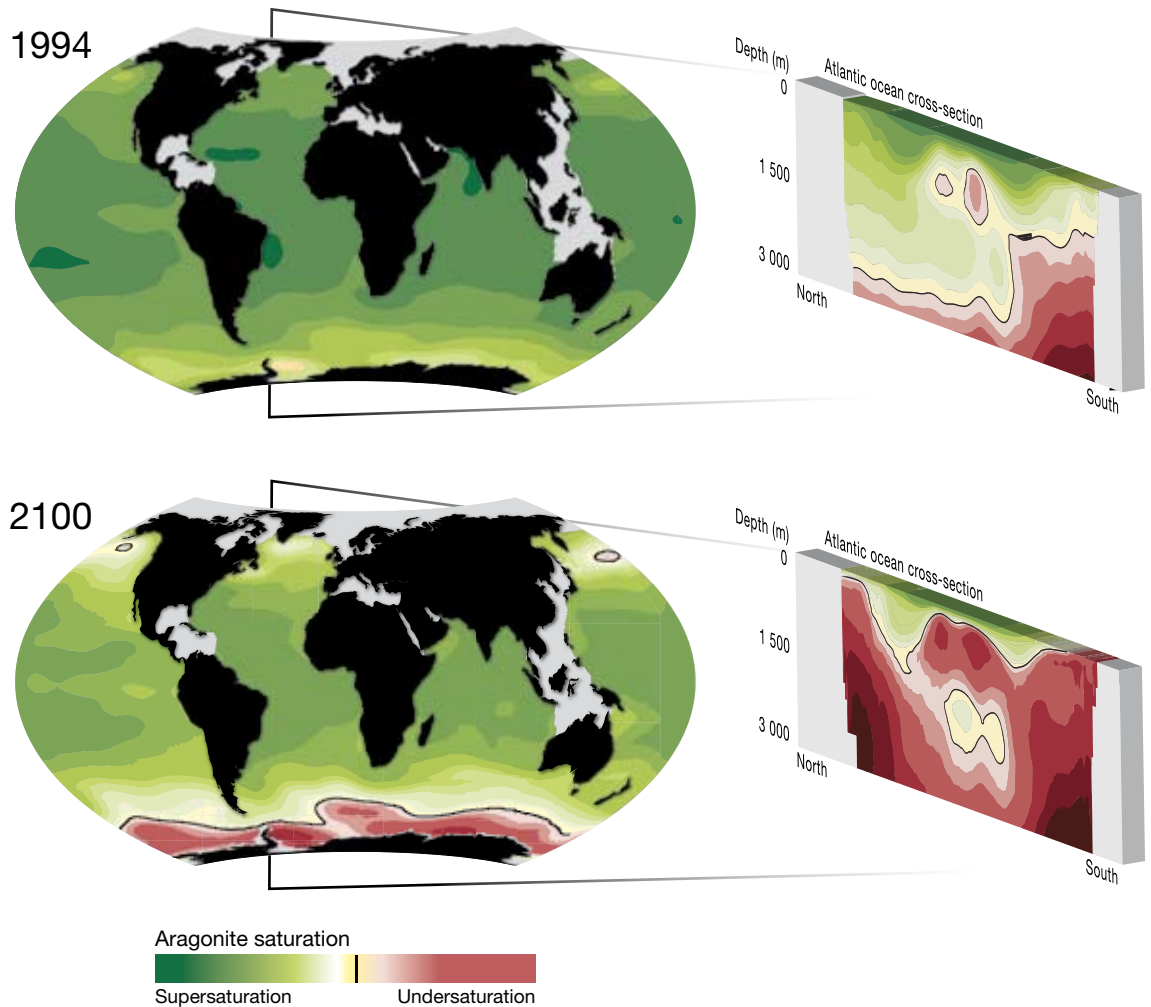 1994
Depth (m)
0
Atlantic ocean cross-section
1 500
3 000
North
South
2100
Depth (m)
0
Atlantic ocean cross-section
1 500
3 000
North
South
Aragonite saturation
Supersaturation
Undersaturation